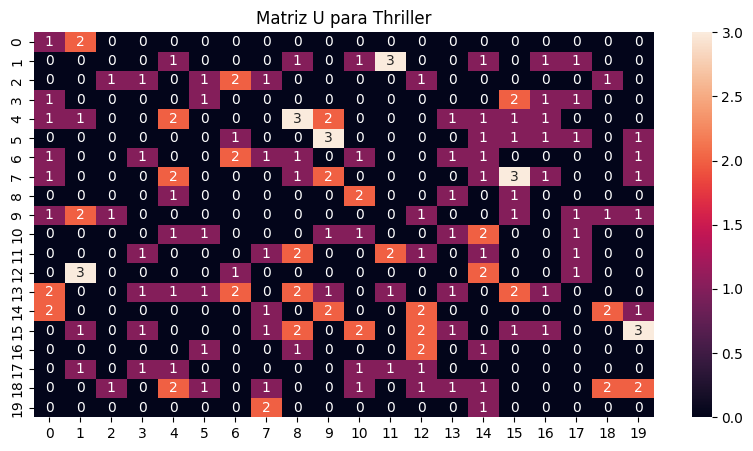 Matriz U para Thriller
0 1 2 0 0 0 0 0 0 0 0 0 0 0 0 0 0 0 0 0 0
1 0 0 0 0 1 0 0 0 1 0 1 3 0 0 1 0 1 1 0 0
2 0 0 1 1 0 1 2 1 0 0 0 0 1 0 0 0 0 0 1 0
3 1 0 0 0 0 1 0 0 0 0 0 0 0 0 0 2 1 1 0 0
4 1 1 0 0 2 0 0 0 3 2 0 0 0 1 1 1 1 0 0 0
5 0 0 0 0 0 0 1 0 0 3 0 0 0 0 1 1 1 1 0 1
6 1 0 0 1 0 0 2 1 1 0 1 0 0 1 1 0 0 0 0 1
7 1 0 0 0 2 0 0 0 1 2 0 0 0 0 1 3 1 0 0 1
8 0 0 0 0 1 0 0 0 0 0 2 0 0 1 0 1 0 0 0 0
9 1 2 1 0 0 0 0 0 0 0 0 0 1 0 0 1 0 1 1 1
10 0 0 0 0 1 1 0 0 0 1 1 0 0 1 2 0 0 1 0 0
11 0 0 0 1 0 0 0 1 2 0 0 2 1 0 1 0 0 1 0 0
12 0 3 0 0 0 0 1 0 0 0 0 0 0 0 2 0 0 1 0 0
13 2 0 0 1 1 1 2 0 2 1 0 1 0 1 0 2 1 0 0 0
14 2 0 0 0 0 0 0 1 0 2 0 0 2 0 0 0 0 0 2 1
15 0 1 0 1 0 0 0 1 2 0 2 0 2 1 0 1 1 0 0 3
16 0 0 0 0 0 1 0 0 1 0 0 0 2 0 1 0 0 0 0 0
17 0 1 0 1 1 0 0 0 0 0 1 1 1 0 0 0 0 0 0 0
18 0 0 1 0 2 1 0 1 0 0 1 0 1 1 1 0 0 0 2 2
19 0 0 0 0 0 0 0 2 0 0 0 0 0 0 1 0 0 0 0 0
0 1 2 3 4 5 6 7 8 9 10 11 12 13 14 15 16 17 18 19
3.0
2.5
2.0
1.5
1.0
0.5
0.0